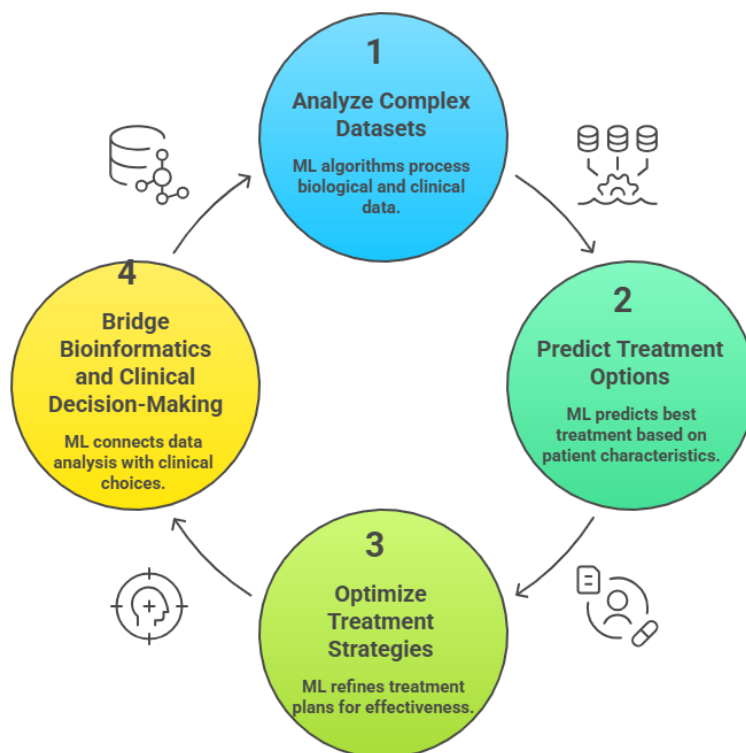 1
Analyze Complex
Datasets
ML algorithms process
biological and clinical
data.
2
Predict Treatment
Options
ML predicts best
treatment based on
patient characteristics.
3
Optimize
Treatment
Strategies
ML refines treatment
plans for effectiveness.
4
Bridge
Bioinformatics
and Clinical
Decision-Making
ML connects data
analysis with clinical
choices.